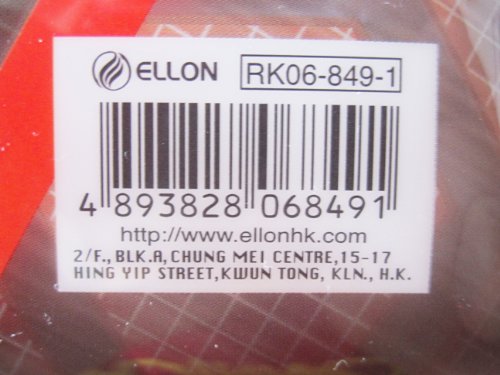 ELLON RK06-849-1
4 893828 068491
http://www.ellonhk.com
2/F., BLK.A, CHUNG MEI CENTRE,15-17
HING YIP STREET,KWUN TONG, KLN., H.K.